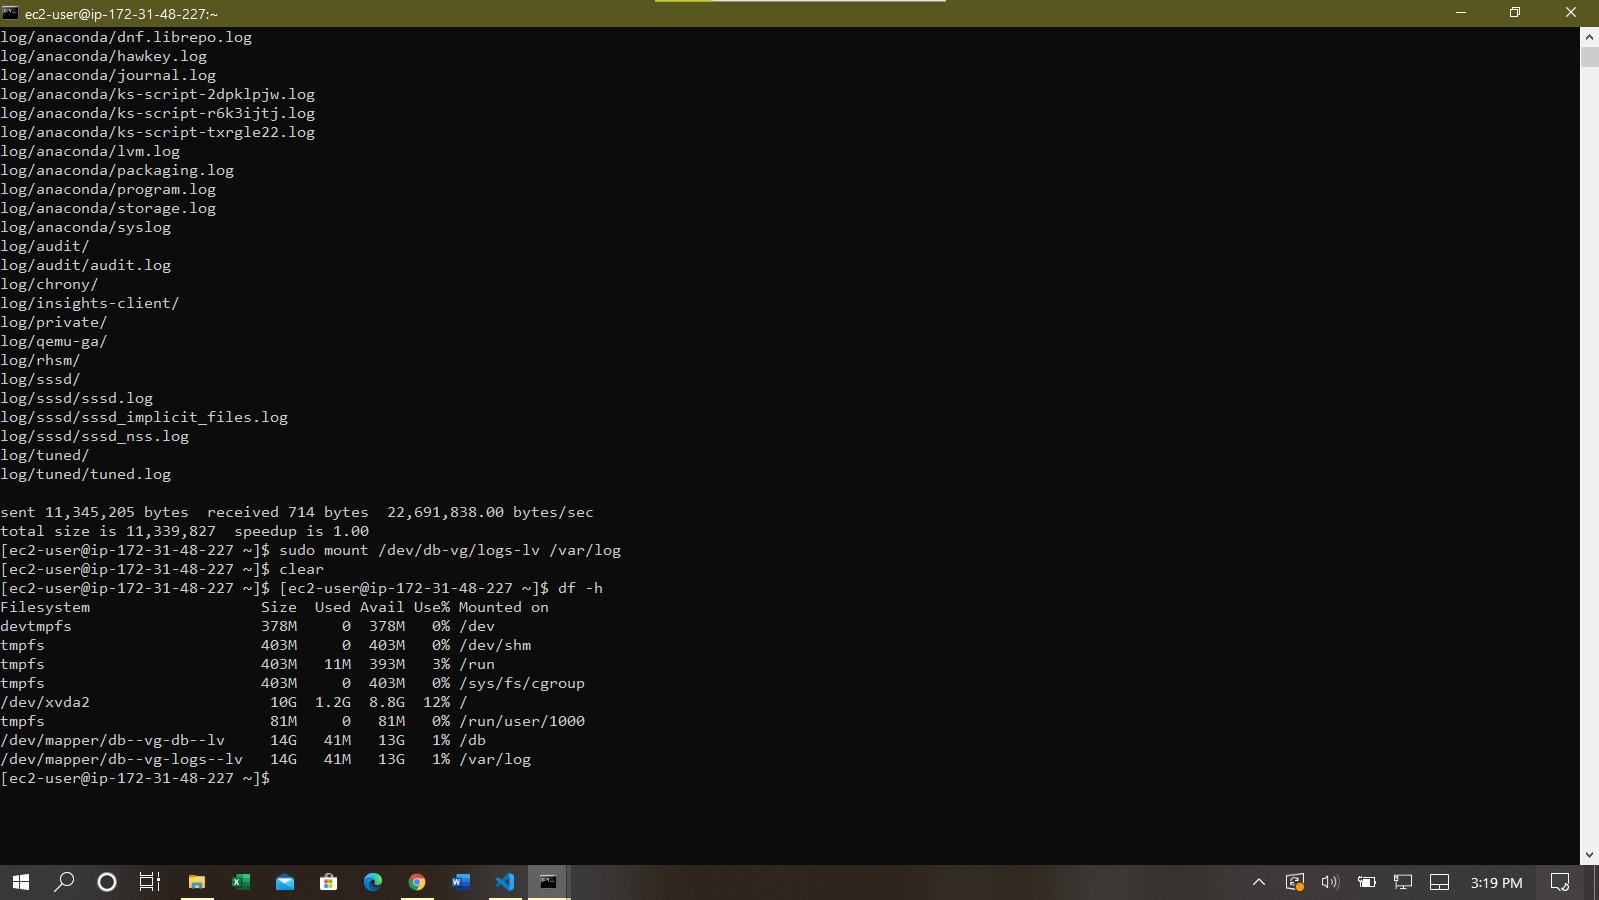 ec2-user@ip-172-31-48-227:~
log/anaconda/dnf.librepo.log
log/anaconda/hawkey.log
log/anaconda/journal.log
log/anaconda/ks-script-2dpklpjw.log
log/anaconda/ks-script-r6k3ijtj.log
log/anaconda/ks-script-txrgle22.log
log/anaconda/lvm.log
log/anaconda/packaging.log
log/anaconda/program.log
log/anaconda/storage.log
log/anaconda/syslog
log/audit/
log/audit/audit.log
log/chrony/
log/insights-client/
log/private/
log/qemu-ga/
log/rhsm/
log/sssd/
log/sssd/sssd.log
log/sssd/sssd_implicit_files.log
log/sssd/sssd_nss.log
log/tuned/
log/tuned/tuned.log
sent 11,345,205 bytes  received 714 bytes  22,691,838.00 bytes/sec
total size is 11,339,827  speedup is 1.00
[ec2-user@ip-172-31-48-227 ~]$ sudo mount /dev/db-vg/logs-lv /var/log
[ec2-user@ip-172-31-48-227 ~]$ clear
[ec2-user@ip-172-31-48-227 ~]$ [ec2-user@ip-172-31-48-227 ~]$ df -h
Filesystem                   Size  Used Avail Use% Mounted on
devtmpfs                     378M     0  378M   0% /dev
tmpfs                        403M     0  403M   0% /dev/shm
tmpfs                        403M   11M  393M   3% /run
tmpfs                        403M     0  403M   0% /sys/fs/cgroup
/dev/xvda2                    10G  1.2G  8.8G  12% /
tmpfs                         81M     0   81M   0% /run/user/1000
/dev/mapper/db--vg-db--lv     14G   41M   13G   1% /db
/dev/mapper/db--vg-logs--lv   14G   41M   13G   1% /var/log
[ec2-user@ip-172-31-48-227 ~]$
3:19 PM